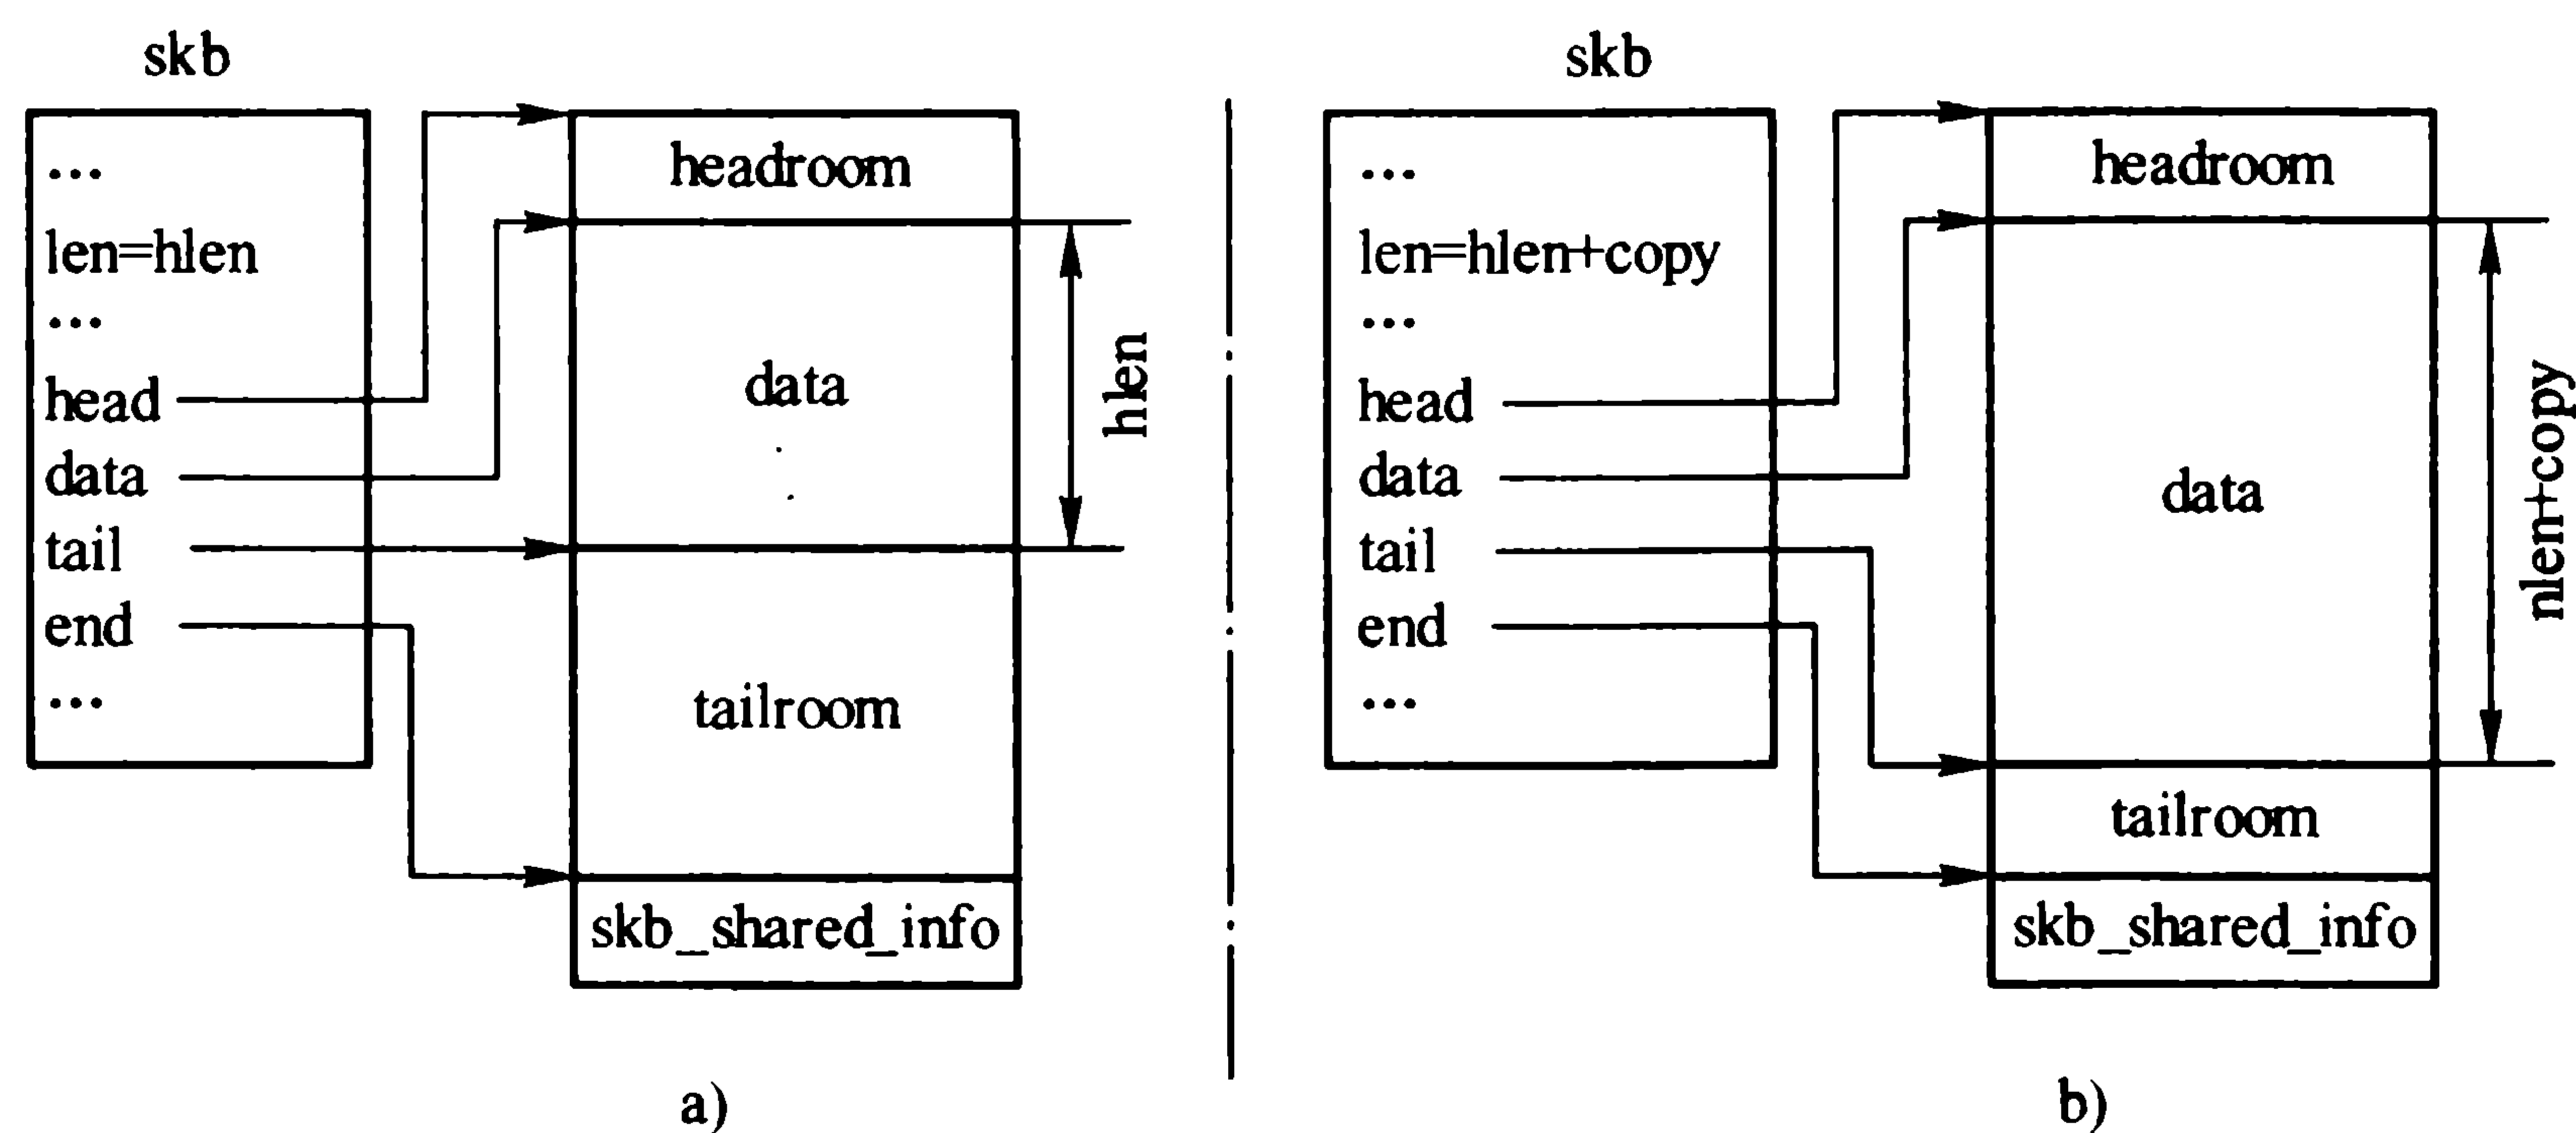 skb
...
len=hlen
...
head
data
tail
end
...
headroom
data
tailroom
skb_shared_info
hlen
a)
skb
...
len=hlen+copy
...
head
data
tail
end
...
headroom
data
tailroom
skb_shared_info
nlen+copy
b)